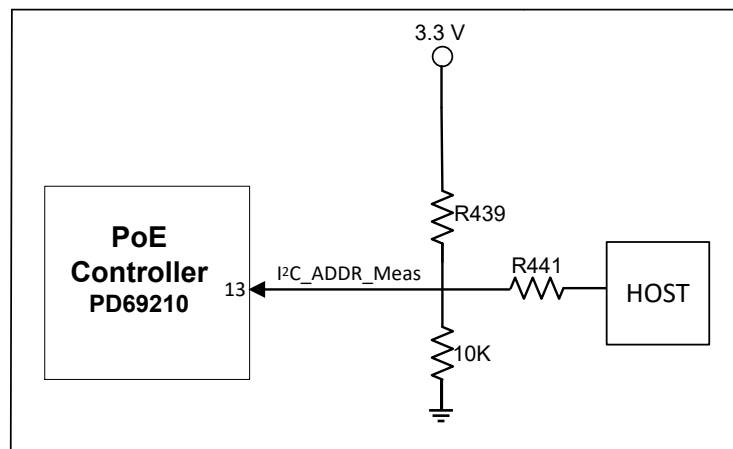 3.3 V
R439
PoE
Controller
PD69210
13
I²C_ADDR_Meas
R441
HOST
10K